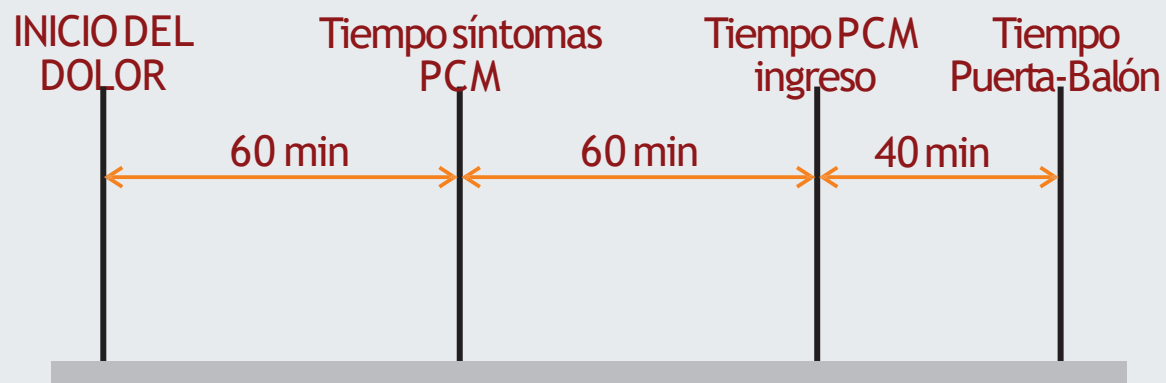 INICIO DEL
DOLOR
Tiempo síntomas
PCM
Tiempo PCM
ingreso
Tiempo
Puerta-Balón
60 min
60 min
40 min